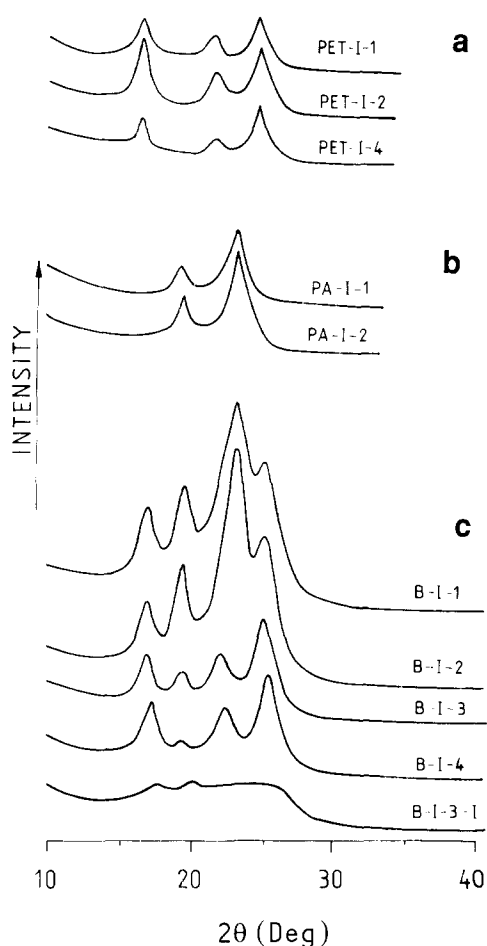 a
PET-I-1
PET-I-2
PET-I-4
b
PA-I-1
PA-I-2
INTENSITY
c
B-I-1
B-I-2
B-I-3
B-I-4
B-I-3-I
10 20 30 40
2θ (Deg)